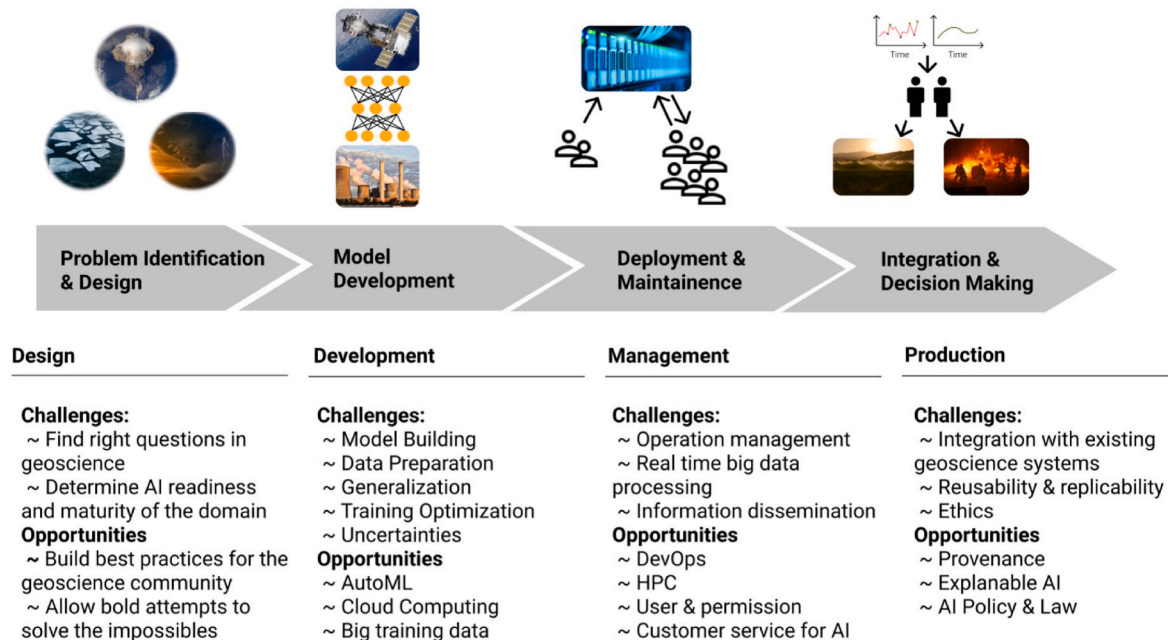 Time
Time
Problem Identification
& Design
Model
Development
Deployment &
Maintainence
Integration &
Decision Making
Design
Challenges:
~ Find right questions in
geoscience
~ Determine AI readiness
and maturity of the domain
Opportunities
~ Build best practices for the
geoscience community
~ Allow bold attempts to
solve the impossibles
Development
Challenges:
~ Model Building
~ Data Preparation
~ Generalization
~ Training Optimization
~ Uncertainties
Opportunities
~ AutoML
~ Cloud Computing
~ Big training data
Management
Challenges:
~ Operation management
~ Real time big data
processing
~ Information dissemination
Opportunities
~ DevOps
~ HPC
~ User & permission
~ Customer service for AI
Production
Challenges:
~ Integration with existing
geoscience systems
~ Reusability & replicability
~ Ethics
Opportunities
~ Provenance
~ Explanable AI
~ AI Policy & Law